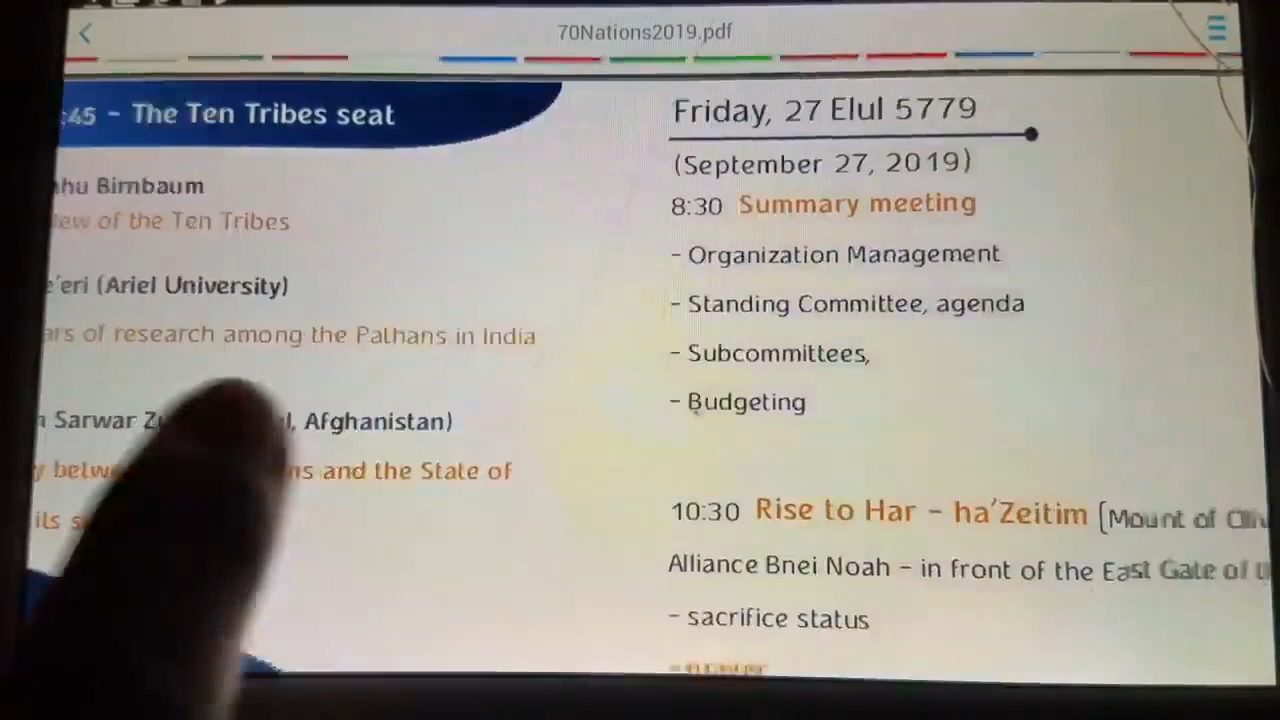 70Nations2019.pdf
:45 - The Ten Tribes seat
hu Birnbaum
iew of the Ten Tribes
e'eri (Ariel University)
ars of research among the Pathans in India
Sarwar Afghanistan)
and the State of
Friday, 27 Elul 5779
(September 27, 2019)
8:30 Summary meeting
- Organization Management
- Standing Committee, agenda
- Subcommittees,
- Budgeting
10:30 Rise to Har - ha'Zeitim (Mount of
Alliance Bnei Noah - in front of the East Gate of
- sacrifice status